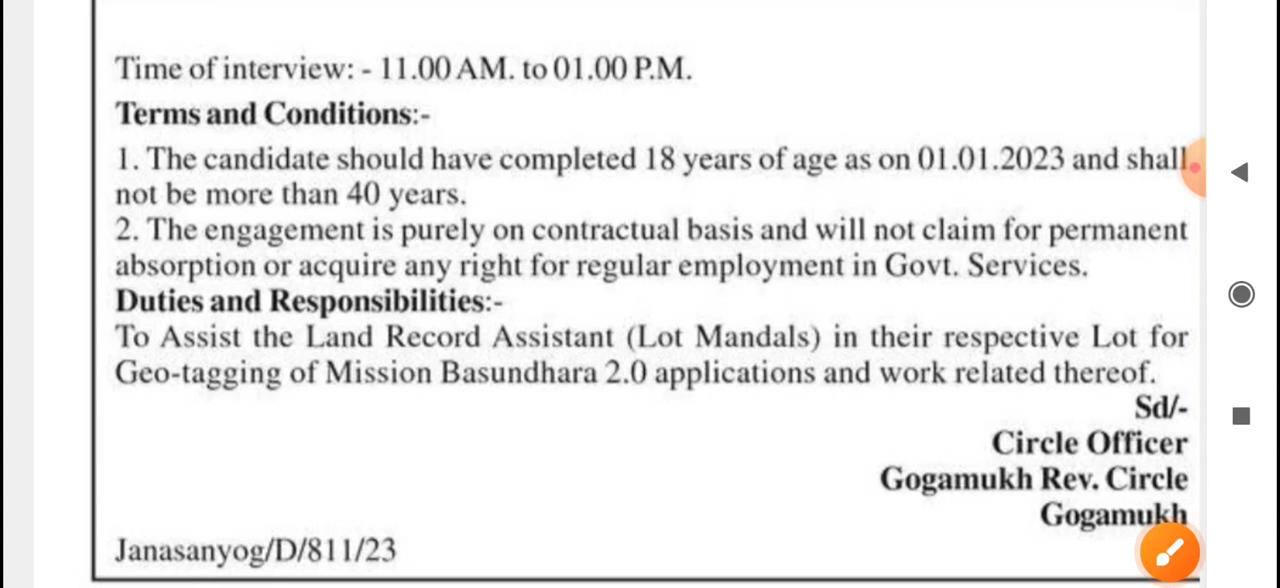 Time of interview: - 11.00 AM. to 01.00 P.M.
Terms and Conditions:-
1. The candidate should have completed 18 years of age as on 01.01.2023 and shall
not be more than 40 years.
2. The engagement is purely on contractual basis and will not claim for permanent
absorption or acquire any right for regular employment in Govt. Services.
Duties and Responsibilities:-
To Assist the Land Record Assistant (Lot Mandals) in their respective Lot for
Geo-tagging of Mission Basundhara 2.0 applications and work related thereof.
Sd/-
Circle Officer
Gogamukh Rev. Circle
Gogamukh
Janasanyog/D/811/23